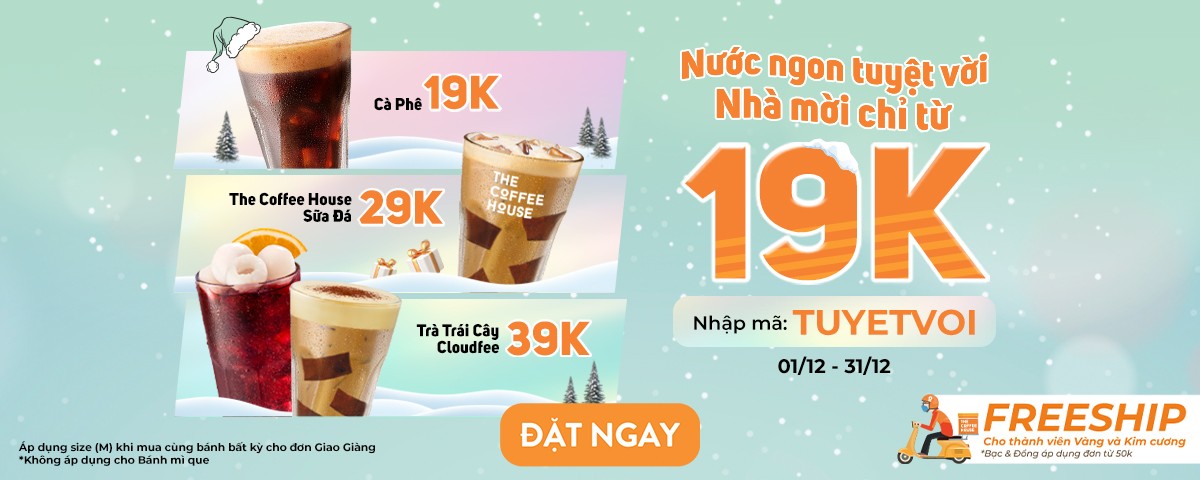 Cà Phê 19K
THE
COFFEE
HOUSE
The Coffee House
Sữa Đá
29K
Trà Trái Cây
Cloudfee
39K
Nước ngon tuyệt vời
Nhà mời chỉ từ
19K
Nhập mã: TUYETVOI
01/12 - 31/12
ĐẶT NGAY
Áp dụng size (M) khi mua cùng bánh bất kỳ cho đơn Giao Giàng
*Không áp dụng cho Bánh mì que
THE
COFFEE
HOUSE
FREESHIP
Cho thành viên Vàng và Kim cương
*Bạc & Đồng áp dụng đơn từ 50k